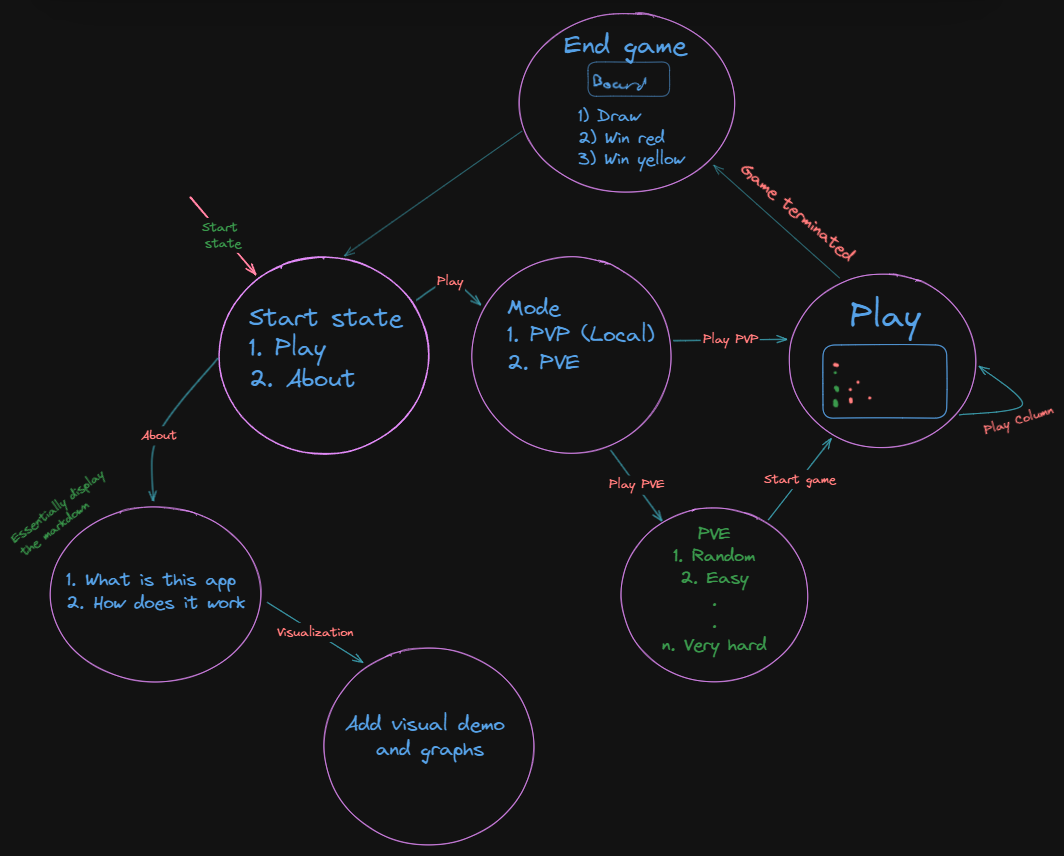 End game
Board
1) Draw
2) Win red
3) Win yellow
Game terminated
Start
state
Start state
1. Play
2. About
Play
Mode
1. PVP (Local)
2. PVE
Play PVP
Play
Play Column
About
Play PVE
Start game
Essentially display
the markdown
1. What is this app
2. How does it work
PVE
1. Random
2. Easy
.
.
n. Very hard
Visualization
Add visual demo
and graphs